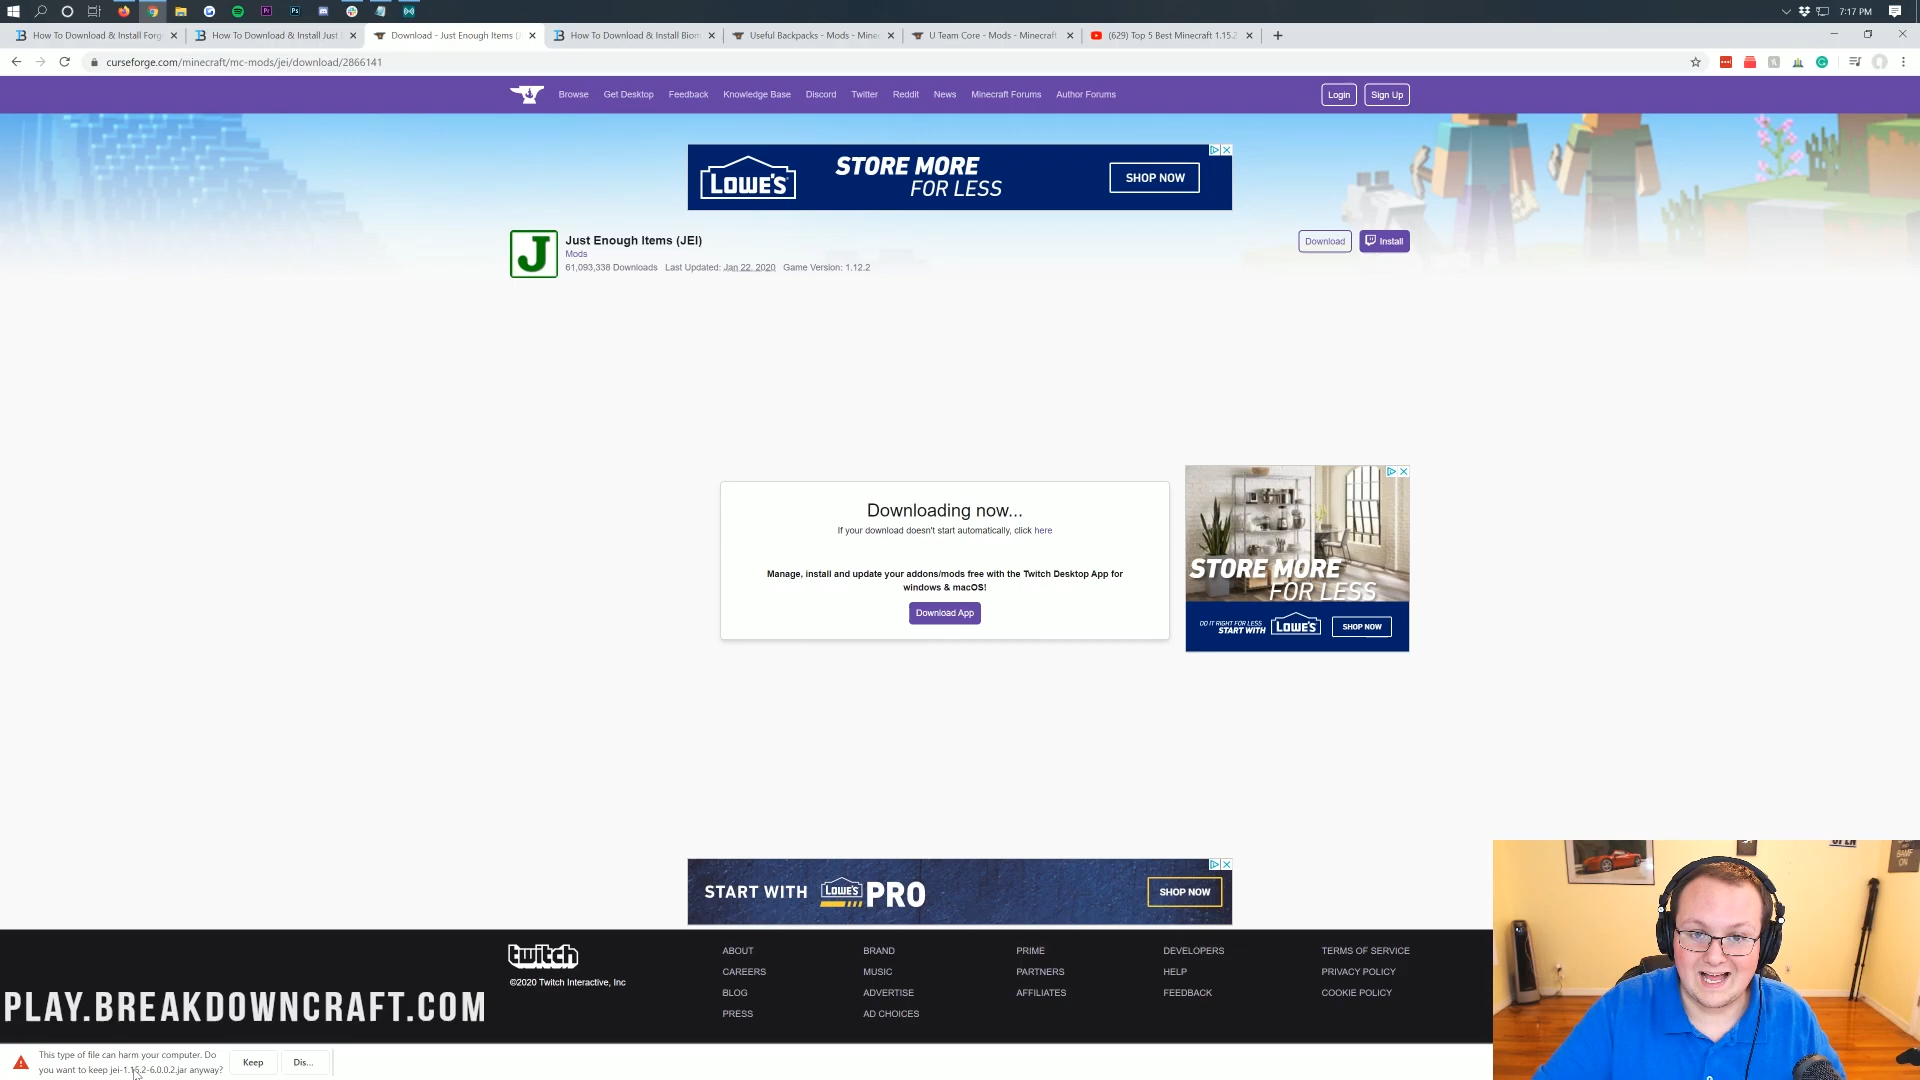 7:17 PM
How To Download & Install Forg
How To Download & Install Just
Download - Just Enough Items (J
How To Download & Install Biom
Useful Backpacks - Mods - Minec
U Team Core - Mods - Minecraft
(629) Top 5 Best Minecraft 1.15.2
curseforge.com/minecraft/mc-mods/jei/download/2866141
Browse
Get Desktop
Feedback
Knowledge Base
Discord
Twitter
Reddit
News
Minecraft Forums
Author Forums
Login
Sign Up
LOWE'S
STORE MORE
FOR LESS
SHOP NOW
J
Just Enough Items (JEI)
Mods
61,093,338 Downloads Last Updated: Jan 22, 2020 Game Version: 1.12.2
Download
Install
Downloading now...
If your download doesn't start automatically, click here
Manage, install and update your addons/mods free with the Twitch Desktop App for
windows & macOS!
Download App
STORE MORE
FOR LESS
DO IT RIGHT FOR LESS
START WITH
LOWE'S
SHOP NOW
START WITH LOWE'S PRO
SHOP NOW
twitch
©2020 Twitch Interactive, Inc
ABOUT
CAREERS
BLOG
PRESS
BRAND
MUSIC
ADVERTISE
AD CHOICES
PRIME
PARTNERS
AFFILIATES
DEVELOPERS
HELP
FEEDBACK
TERMS OF SERVICE
PRIVACY POLICY
COOKIE POLICY
PLAY.BREAKDOWNCRAFT.COM
This type of file can harm your computer. Do
you want to keep jei-1.15.2-6.0.0.2.jar anyway?
Keep
Dis...
OPEN